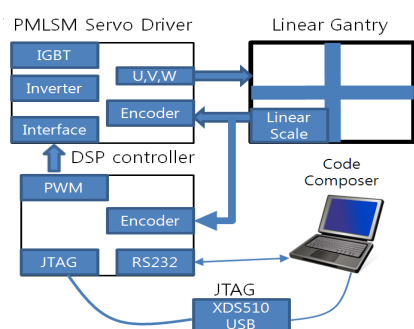 PMLSM Servo Driver
Linear Gantry
IGBT
U,V,W
Inverter
Encoder
Linear
Scale
Interface
DSP controller
Code
Composer
PWM
Encoder
JTAG
RS232
JTAG
XDS510
USB